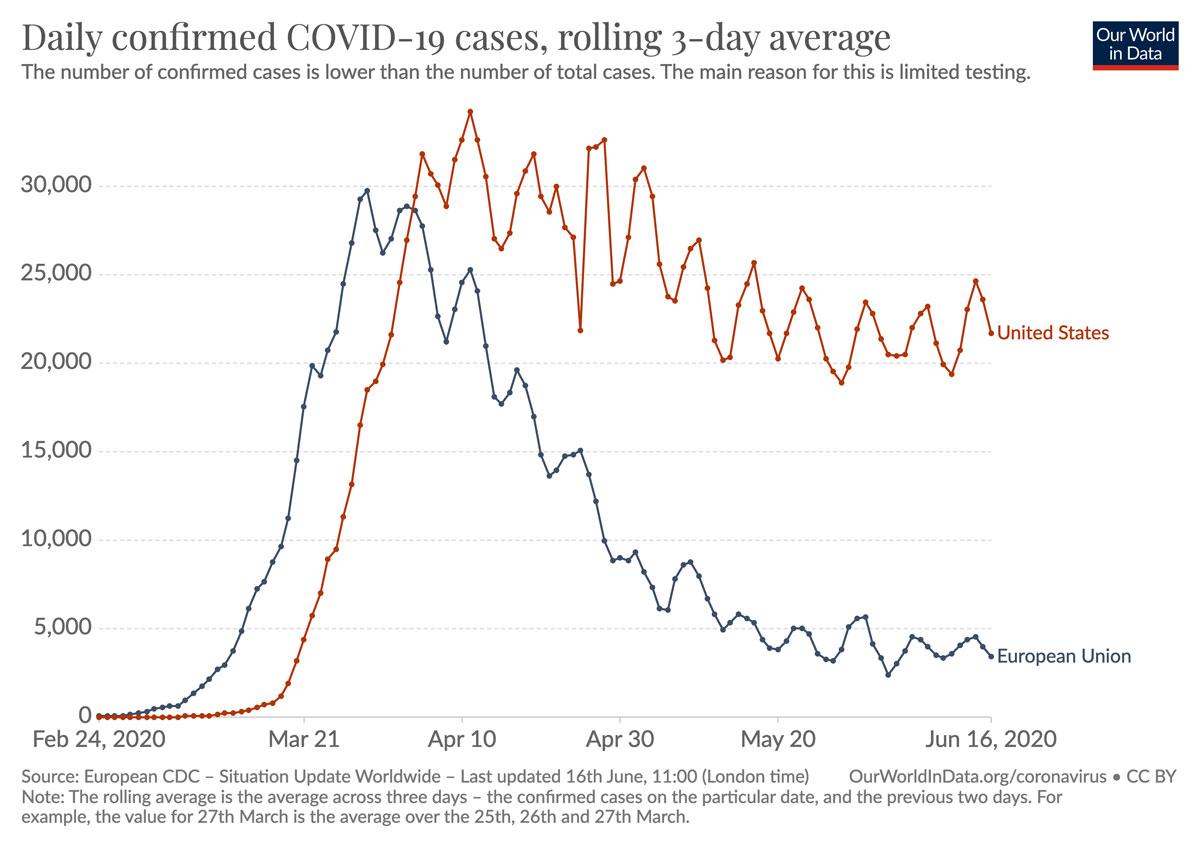 Daily confirmed COVID-19 cases, rolling 3-day average
Our World
in Data
The number of confirmed cases is lower than the number of total cases. The main reason for this is limited testing.
30,000
25,000
20,000
15,000
10,000
5,000
0
United States
European Union
Feb 24, 2020
Mar 21
Apr 10
Apr 30
May 20
Jun 16, 2020
Source: European CDC – Situation Update Worldwide – Last updated 16th June, 11:00 (London time)
OurWorldInData.org/coronavirus • CC BY
Note: The rolling average is the average across three days – the confirmed cases on the particular date, and the previous two days. For
example, the value for 27th March is the average over the 25th, 26th and 27th March.